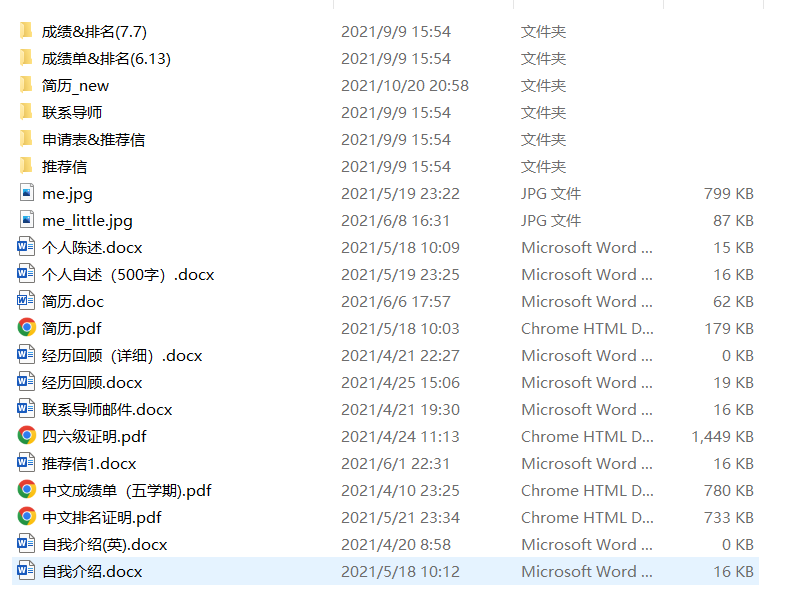 成绩&排名(7.7) 2021/9/9 15:54 文件夹
成绩单&排名(6.13) 2021/9/9 15:54 文件夹
简历_new 2021/10/20 20:58 文件夹
联系导师 2021/9/9 15:54 文件夹
申请表&推荐信 2021/9/9 15:54 文件夹
推荐信 2021/9/9 15:54 文件夹
me.jpg 2021/5/19 23:22 JPG 文件 799 KB
me_little.jpg 2021/6/8 16:31 JPG 文件 87 KB
个人陈述.docx 2021/5/18 10:09 Microsoft Word ... 15 KB
个人自述（500字）.docx 2021/5/19 23:25 Microsoft Word ... 16 KB
简历.doc 2021/6/6 17:57 Microsoft Word ... 62 KB
简历.pdf 2021/5/18 10:03 Chrome HTML D... 179 KB
经历回顾（详细）.docx 2021/4/21 22:27 Microsoft Word ... 0 KB
经历回顾.docx 2021/4/25 15:06 Microsoft Word ... 19 KB
联系导师邮件.docx 2021/4/21 19:30 Microsoft Word ... 16 KB
四六级证明.pdf 2021/4/24 11:13 Chrome HTML D... 1,449 KB
推荐信1.docx 2021/6/1 22:31 Microsoft Word ... 16 KB
中文成绩单（五学期).pdf 2021/4/10 23:25 Chrome HTML D... 780 KB
中文排名证明.pdf 2021/5/21 23:34 Chrome HTML D... 733 KB
自我介绍(英).docx 2021/4/20 8:58 Microsoft Word ... 0 KB
自我介绍.docx 2021/5/18 10:12 Microsoft Word ... 16 KB